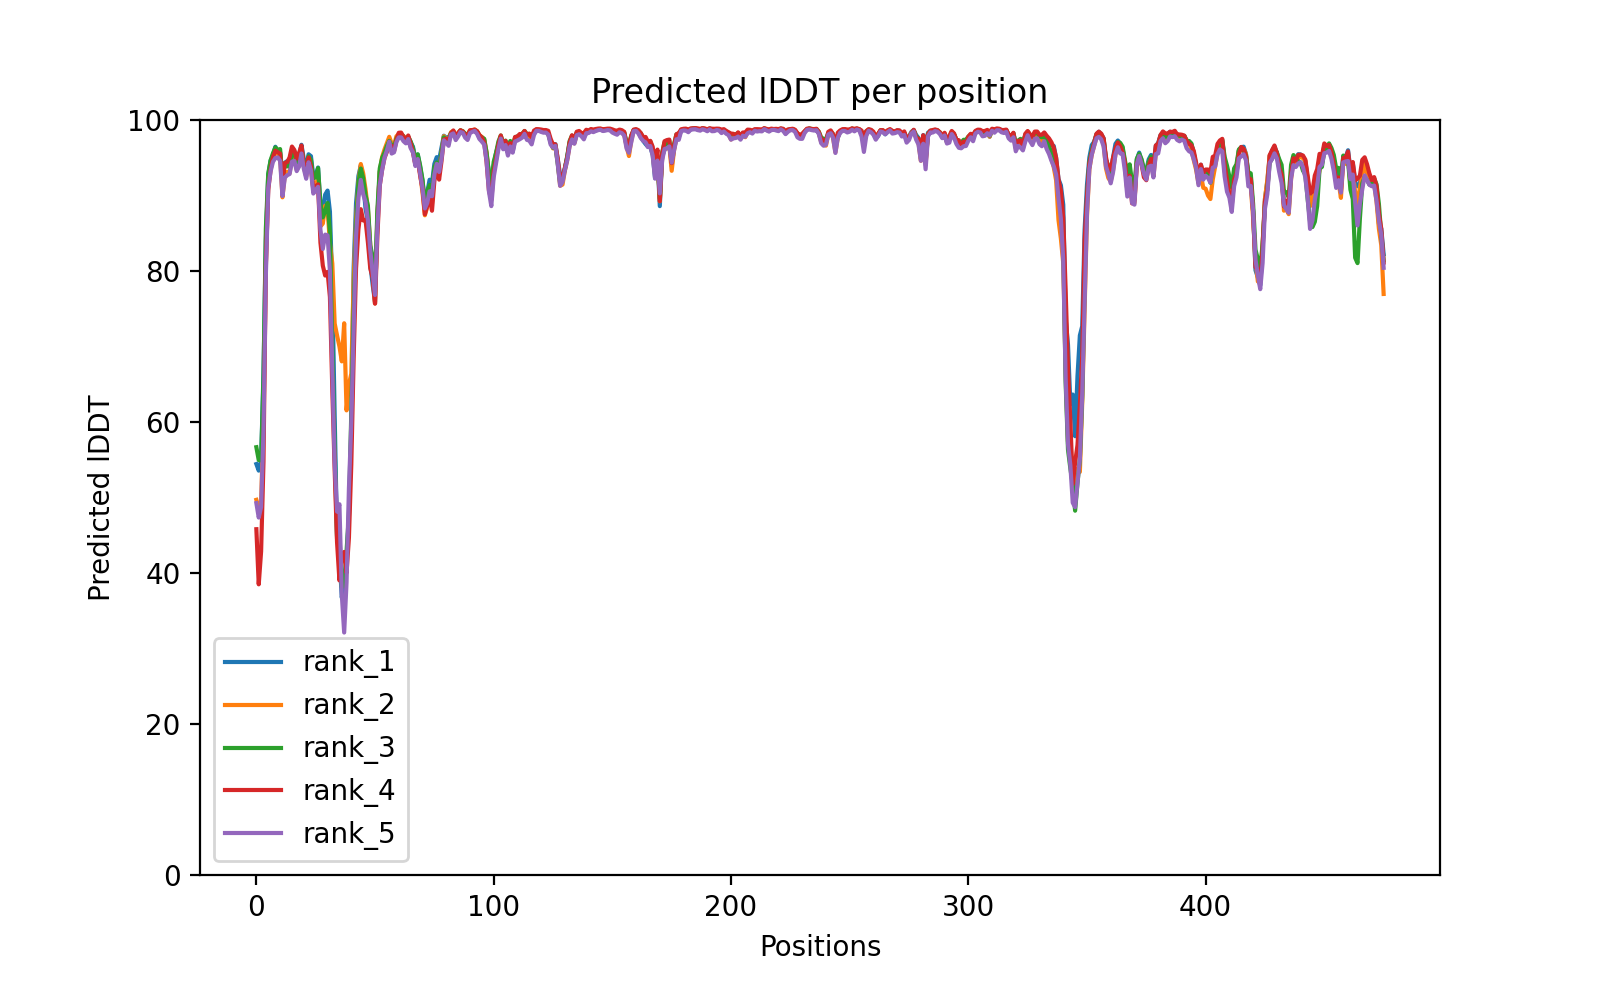 Predicted lDDT per position
100
80
60
40
20
0
Predicted lDDT
rank_1
rank_2
rank_3
rank_4
rank_5
0 100 200 300 400
Positions